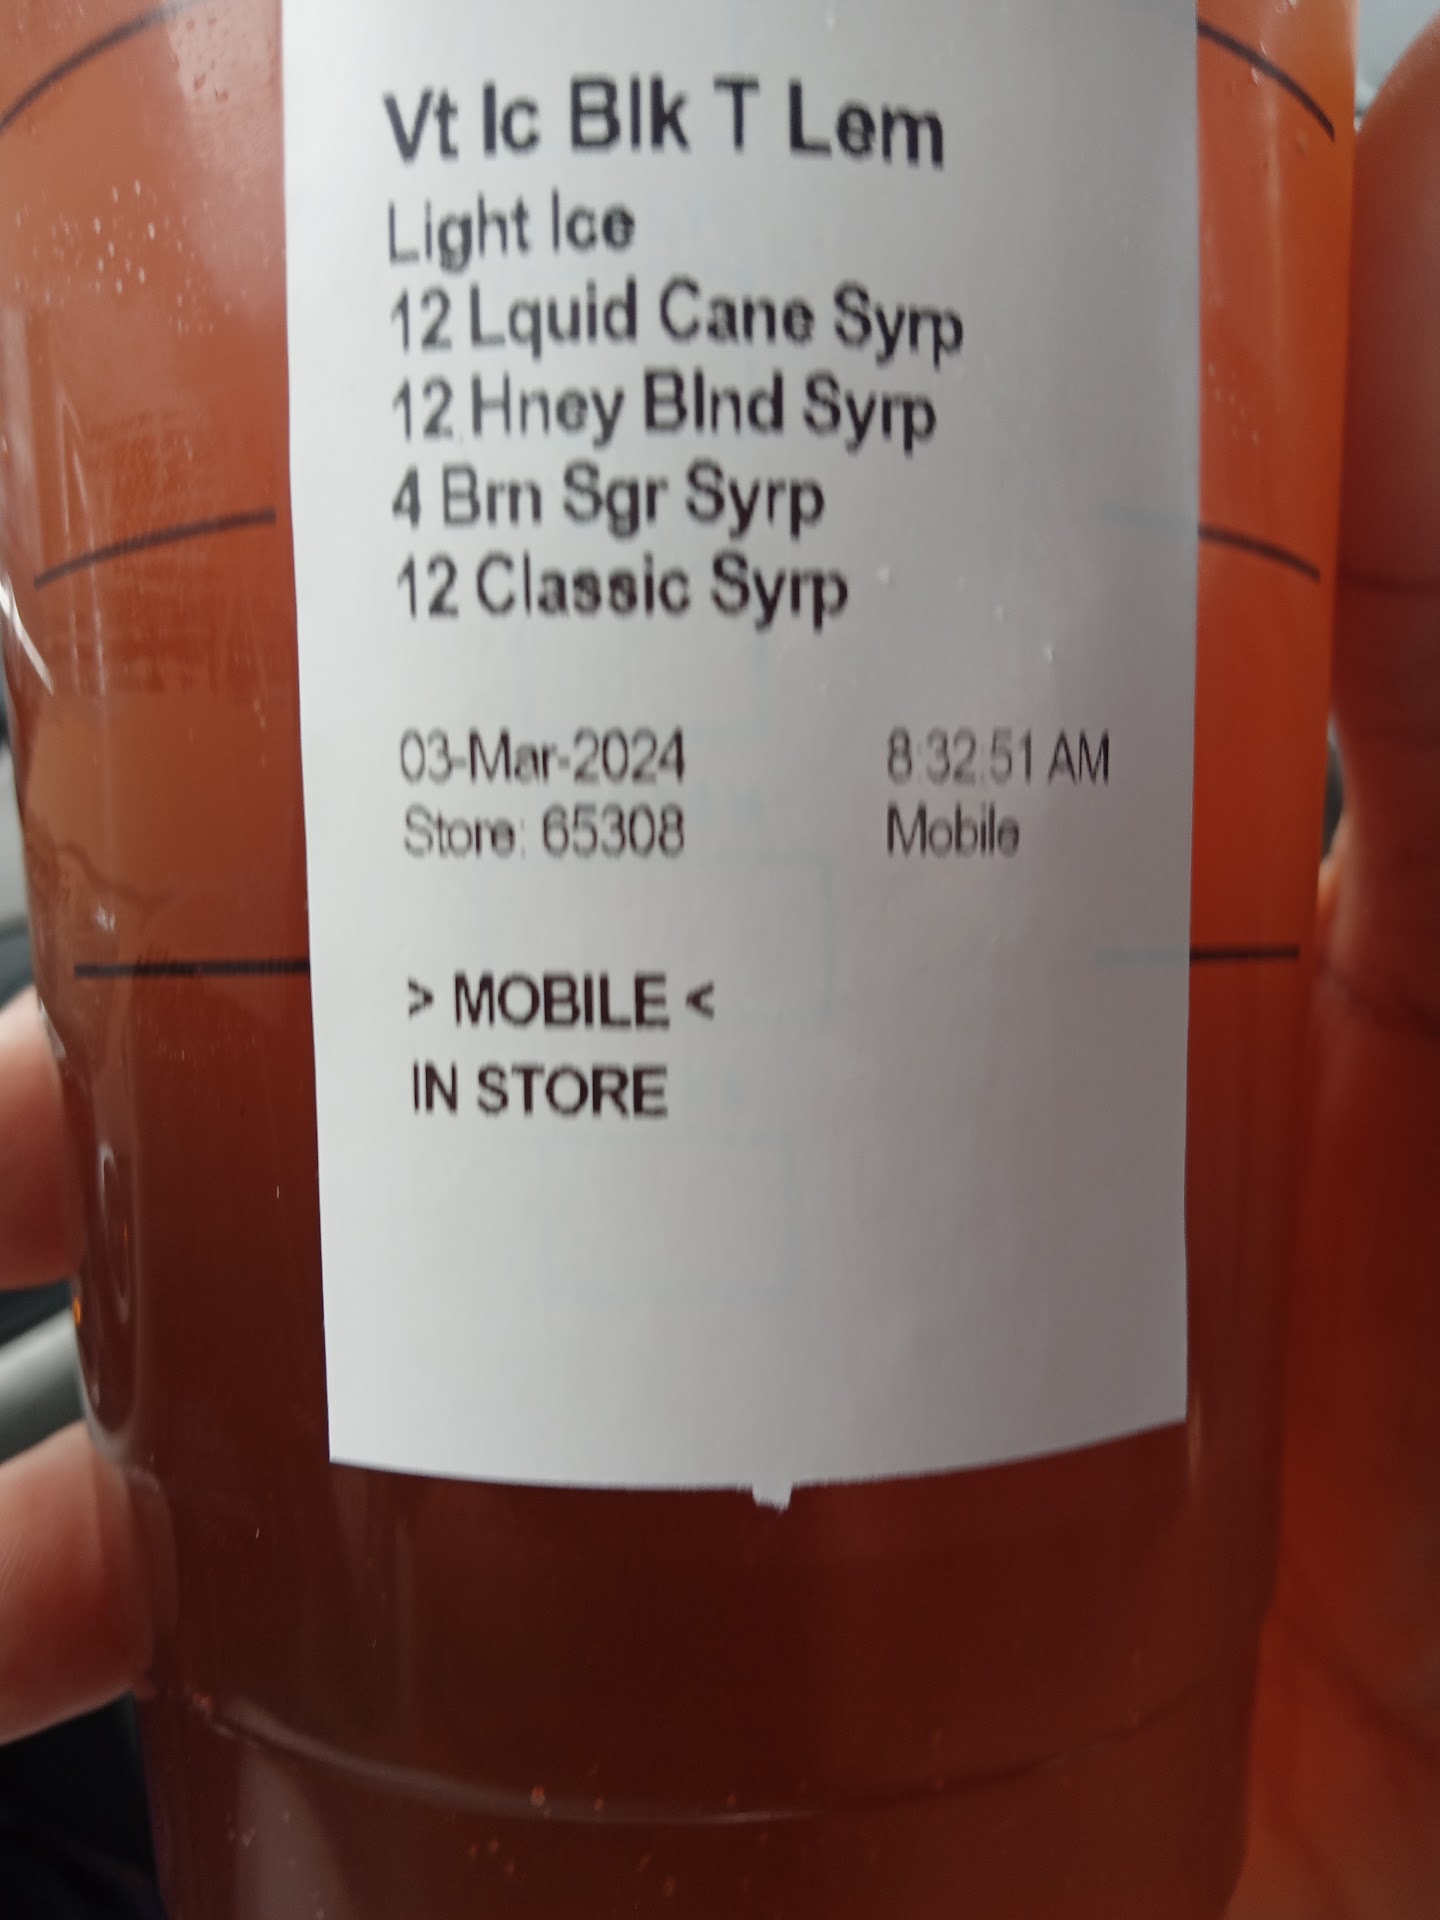 Vt Ic Blk T Lem
Light Ice
12 Lquid Cane Syrp
12 Hney Blnd Syrp
4 Brn Sgr Syrp
12 Classic Syrp
03-Mar-2024 8:32:51 AM
Store: 65308 Mobile
> MOBILE <
IN STORE